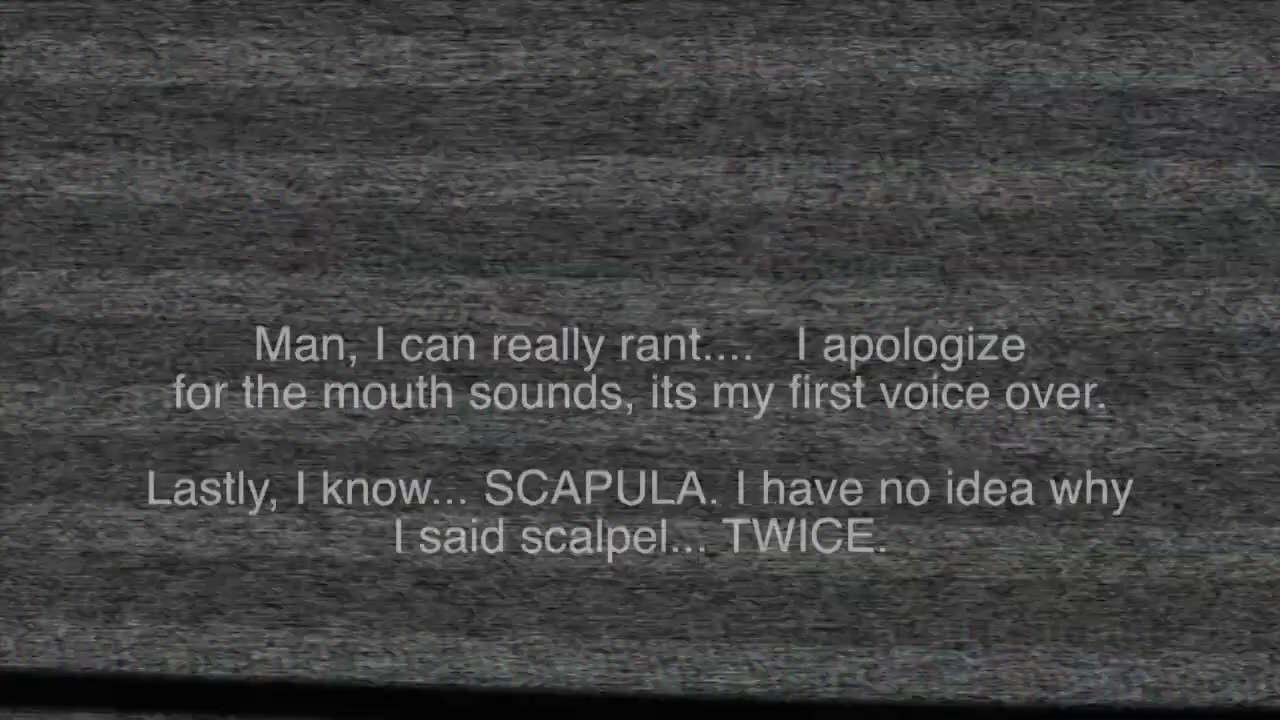 Man, I can really rant.... I apologize
for the mouth sounds, its my first voice over.
Lastly, I know... SCAPULA. I have no idea why
I said scalpel... TWICE.